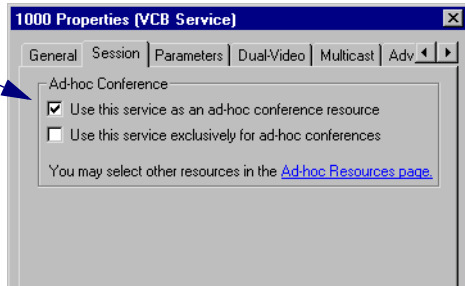 1000 Properties (VCB Service)
General Session Parameters Dual-Video Multicast Adv
Ad-hoc Conference
Use this service as an ad-hoc conference resource
Use this service exclusively for ad-hoc conferences
You may select other resources in the Ad-hoc Resources page.